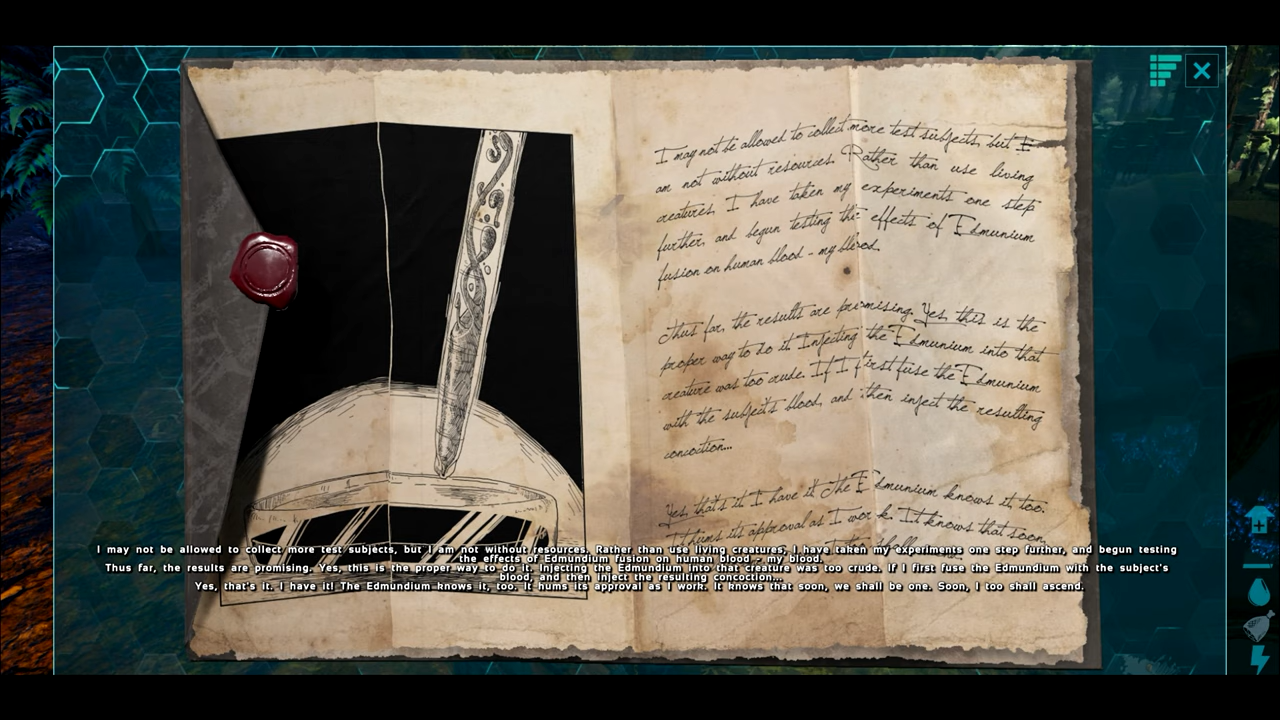 I may not be allowed to collect more test subjects, but I
am not without resources. Rather than use living
creatures, I have taken my experiments one step
further, and begun testing the effects of Edmunium
fusion on human blood - my blood.
Thus far, the results are promising. Yes, this is the
proper way to do it. Injecting the Edmunium into that
creature was too crude. If I first fuse the Edmunium
with the subject's blood, and then inject the resulting
concoction...
Yes, that's it. I have it! The Edmunium knows it, too.
It hums its approval as I work. It knows that soon,
I may not be allowed to collect more test subjects, but I am not without resources. Rather than use living creatures, I have taken my experiments one step further, and begun testing
the effects of Edmundium fusion on human blood - my blood.
Thus far, the results are promising. Yes, this is the proper way to do it. Injecting the Edmundium into that creature was too crude. If I first fuse the Edmundium with the subject's
blood, and then inject the resulting concoction...
Yes, that's it. I have it! The Edmundium knows it, too. It hums its approval as I work. It knows that soon, we shall be one. Soon, I too shall ascend.